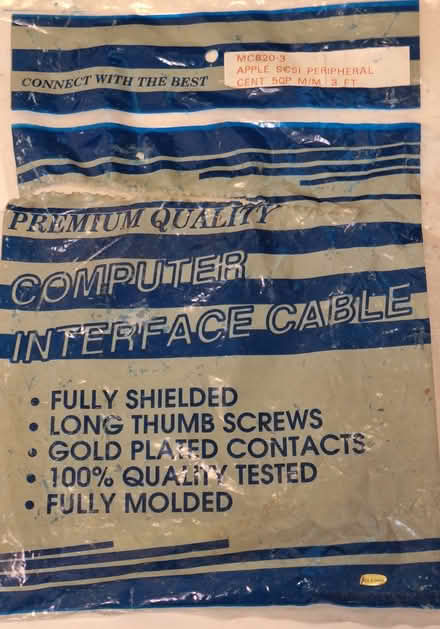 MCB20-3
APPLE SCSI PERIPHERAL
CENT 50P M/M 3 FT
CONNECT WITH THE BEST
PREMIUM QUALITY
COMPUTER
INTERFACE CABLE
• FULLY SHIELDED
• LONG THUMB SCREWS
• GOLD PLATED CONTACTS
• 100% QUALITY TESTED
• FULLY MOLDED